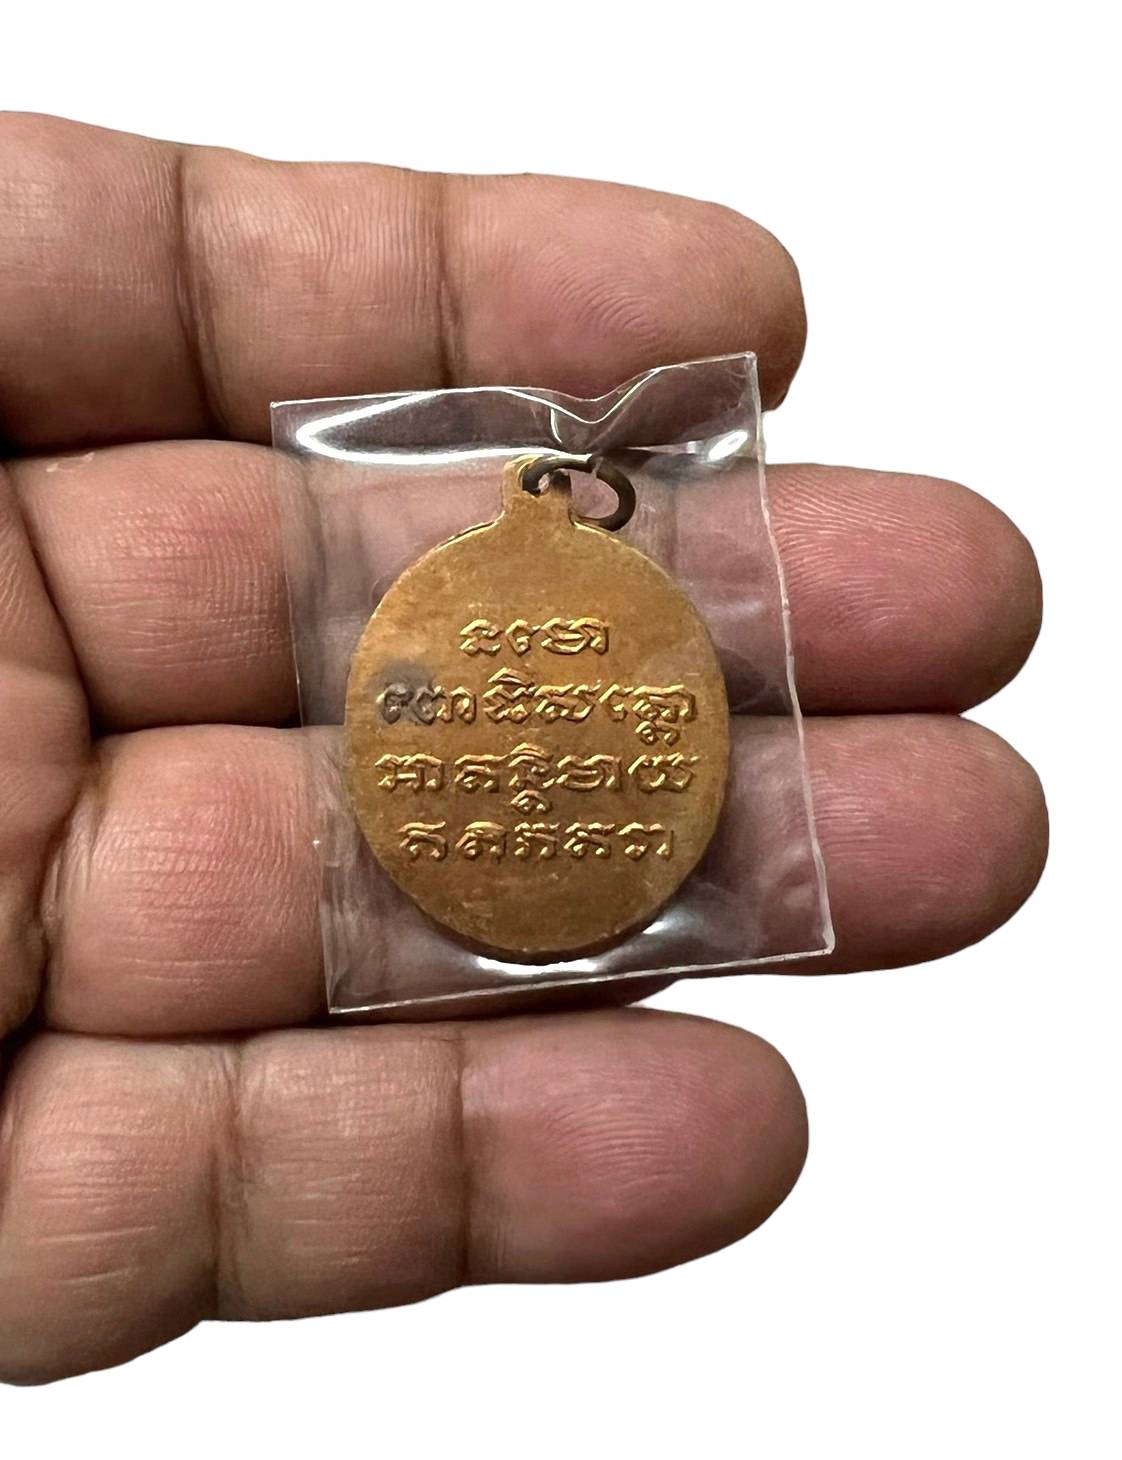 នមោ
ពោធិសត្តោ
អាគន្តិមាយ
ឥតិភគវា